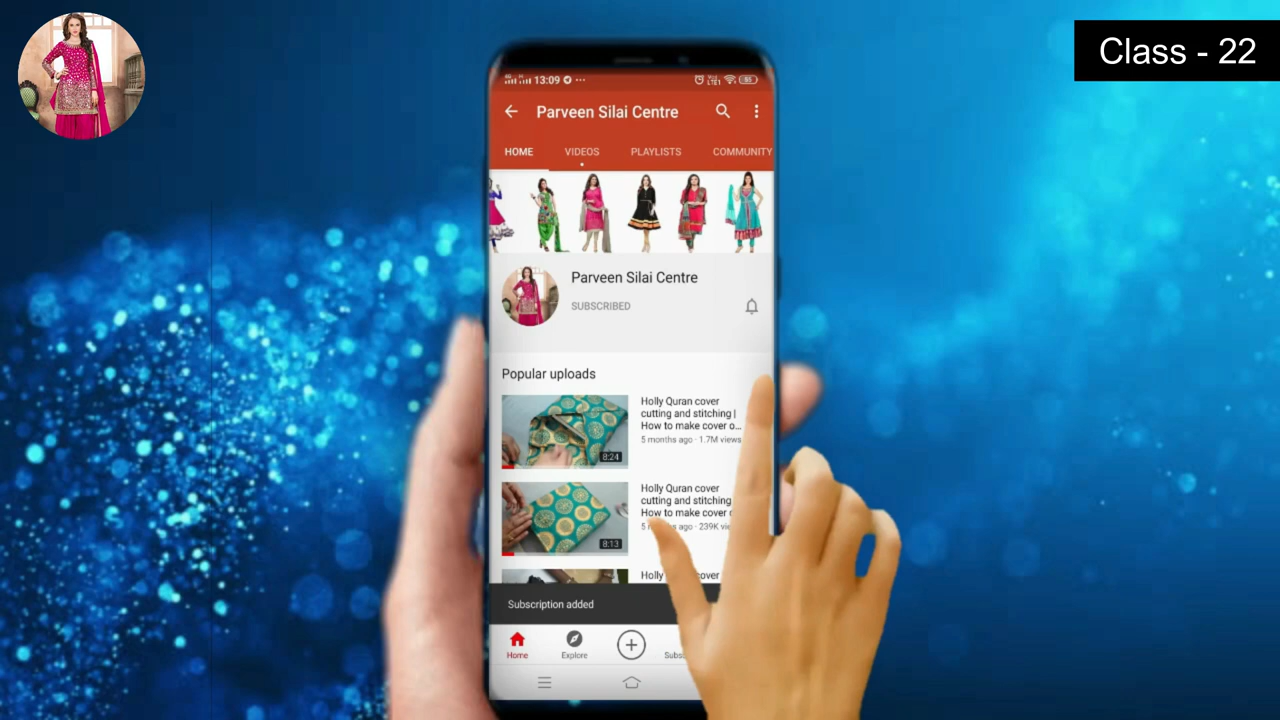 Class - 22
13:09
Parveen Silai Centre
HOME VIDEOS PLAYLISTS COMMUNITY
Parveen Silai Centre
SUBSCRIBED
Popular uploads
Holly Quran cover
cutting and stitching |
How to make cover o...
5 months ago · 1.7M views
8:24
Holly Quran cover
cutting and stitching
How to make cover
ago · 239K
8:13
Holly cover
Subscription added
Home Explore